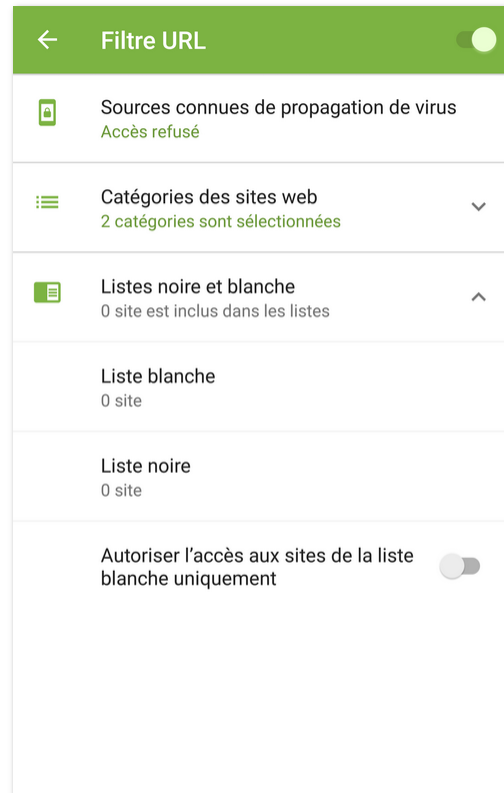 Filtre URL
Sources connues de propagation de virus
Accès refusé
Catégories des sites web
2 catégories sont sélectionnées
Listes noire et blanche
0 site est inclus dans les listes
Liste blanche
0 site
Liste noire
0 site
Autoriser l’accès aux sites de la liste
blanche uniquement